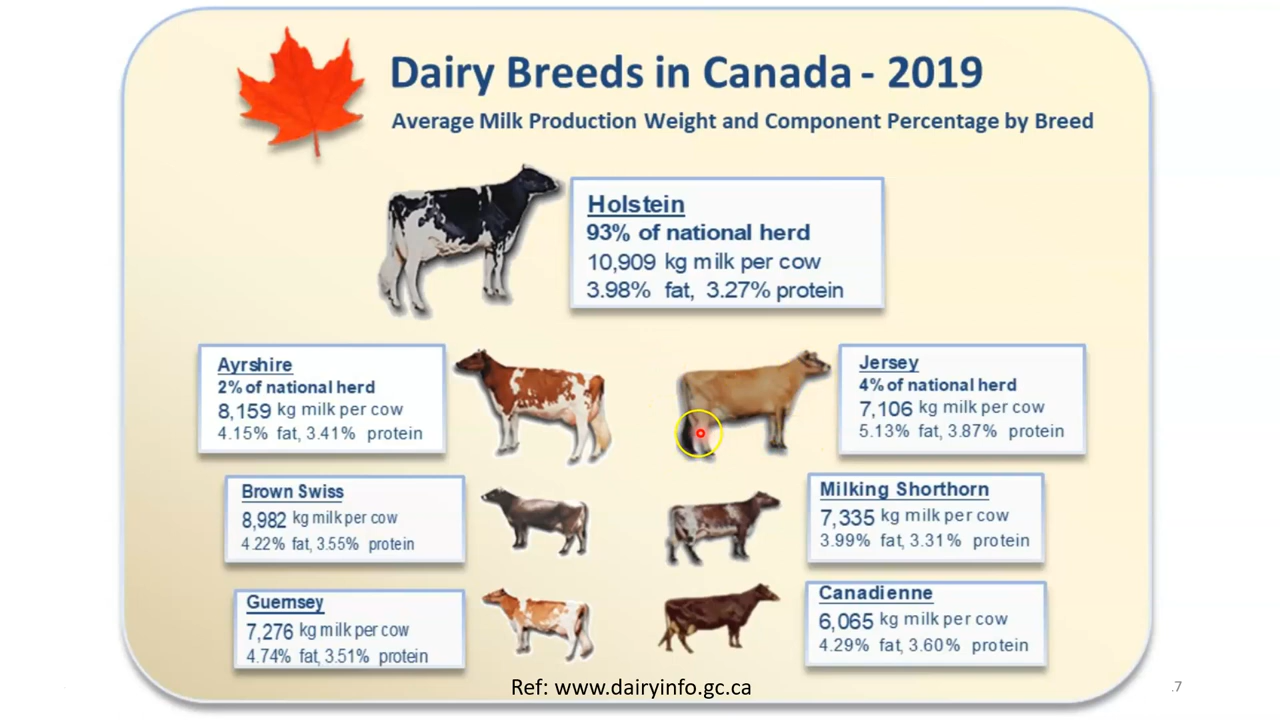 Dairy Breeds in Canada - 2019
Average Milk Production Weight and Component Percentage by Breed
Holstein
93% of national herd
10,909 kg milk per cow
3.98% fat, 3.27% protein
Ayrshire
2% of national herd
8,159 kg milk per cow
4.15% fat, 3.41% protein
Jersey
4% of national herd
7,106 kg milk per cow
5.13% fat, 3.87% protein
Brown Swiss
8,982 kg milk per cow
4.22% fat, 3.55% protein
Milking Shorthorn
7,335 kg milk per cow
3.99% fat, 3.31% protein
Guernsey
7,276 kg milk per cow
4.74% fat, 3.51% protein
Canadienne
6,065 kg milk per cow
4.29% fat, 3.60% protein
Ref: www.dairyinfo.gc.ca
.7